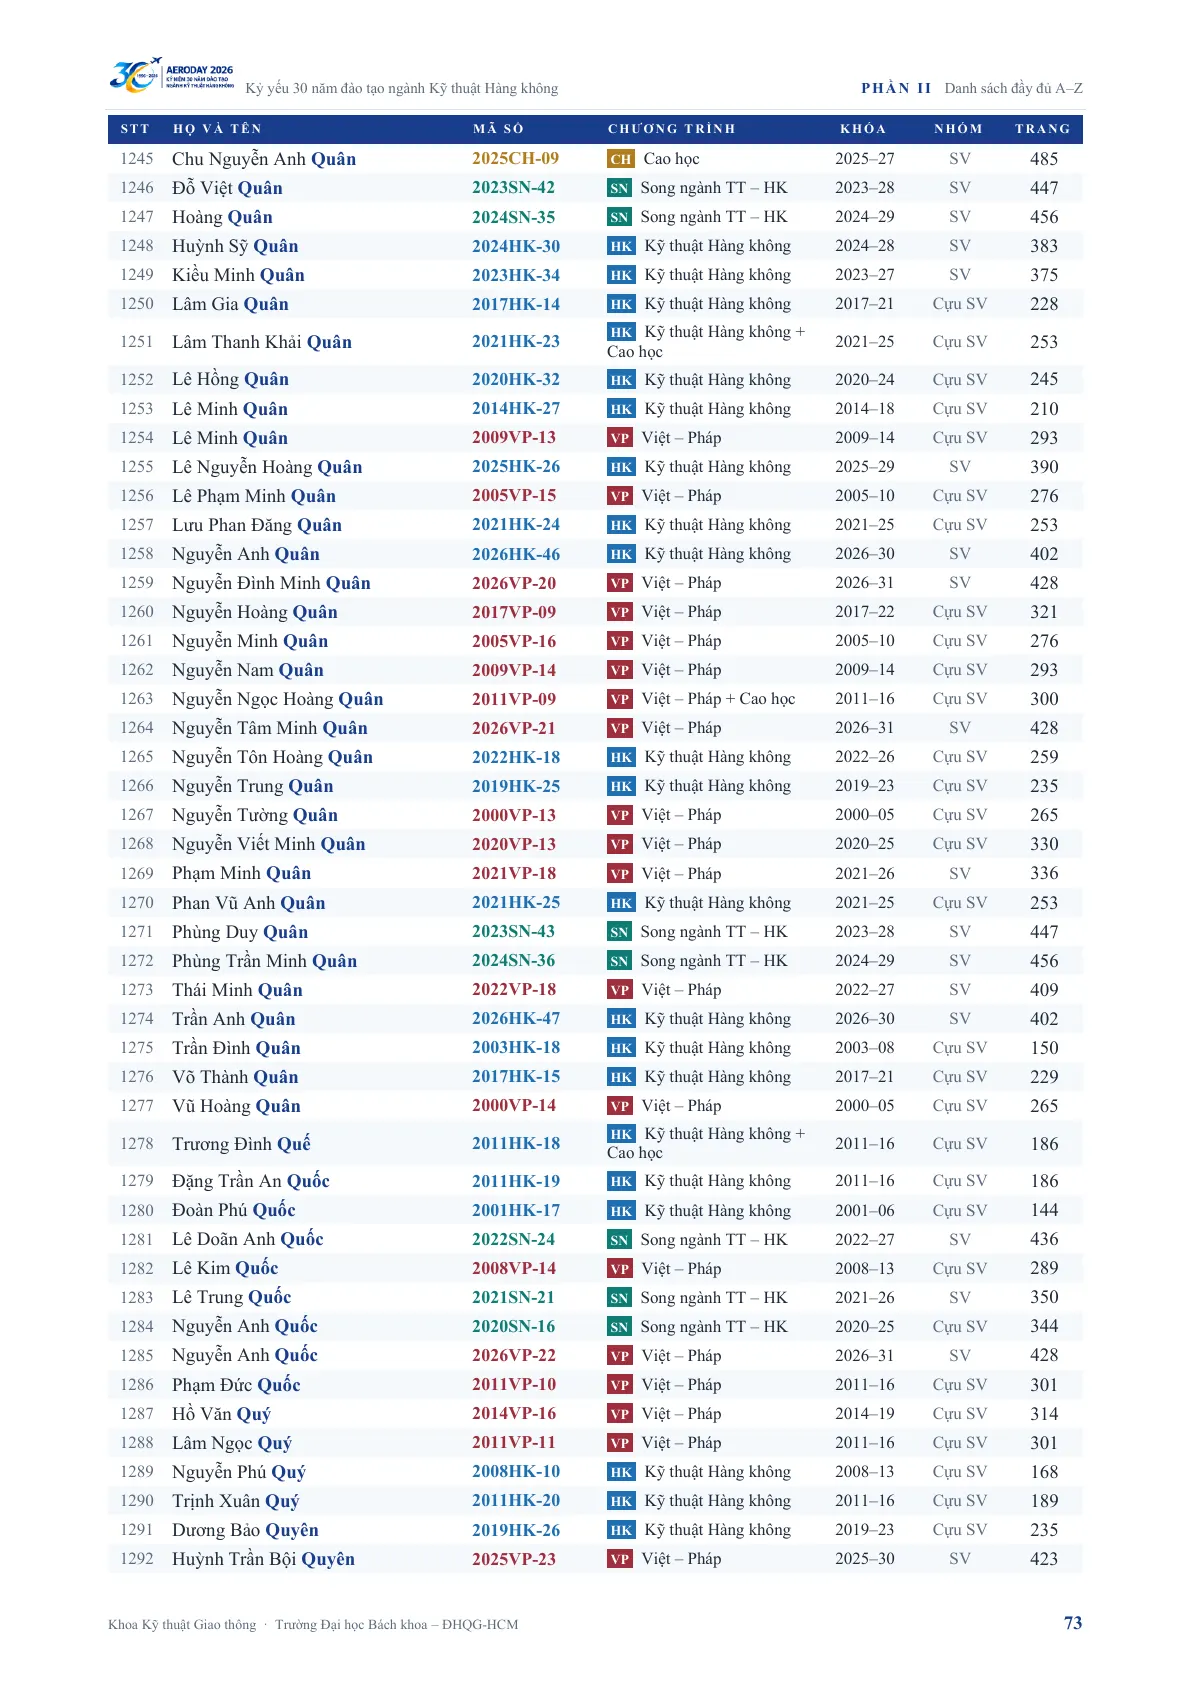 30 AERODAY 2026
1996 - 2026 KỶ NIỆM 30 NĂM ĐÀO TẠO
NGÀNH KỸ THUẬT HÀNG KHÔNG
Kỷ yếu 30 năm đào tạo ngành Kỹ thuật Hàng không PHẦN II Danh sách đầy đủ A–Z
STT HỌ VÀ TÊN MÃ SỐ CHƯƠNG TRÌNH KHÓA NHÓM TRANG
1245 Chu Nguyễn Anh Quân 2025CH-09 CH Cao học 2025–27 SV 485
1246 Đỗ Việt Quân 2023SN-42 SN Song ngành TT – HK 2023–28 SV 447
1247 Hoàng Quân 2024SN-35 SN Song ngành TT – HK 2024–29 SV 456
1248 Huỳnh Sỹ Quân 2024HK-30 HK Kỹ thuật Hàng không 2024–28 SV 383
1249 Kiều Minh Quân 2023HK-34 HK Kỹ thuật Hàng không 2023–27 SV 375
1250 Lâm Gia Quân 2017HK-14 HK Kỹ thuật Hàng không 2017–21 Cựu SV 228
1251 Lâm Thanh Khải Quân 2021HK-23 HK Kỹ thuật Hàng không + 2021–25 Cựu SV 253
Cao học
1252 Lê Hồng Quân 2020HK-32 HK Kỹ thuật Hàng không 2020–24 Cựu SV 245
1253 Lê Minh Quân 2014HK-27 HK Kỹ thuật Hàng không 2014–18 Cựu SV 210
1254 Lê Minh Quân 2009VP-13 VP Việt – Pháp 2009–14 Cựu SV 293
1255 Lê Nguyễn Hoàng Quân 2025HK-26 HK Kỹ thuật Hàng không 2025–29 SV 390
1256 Lê Phạm Minh Quân 2005VP-15 VP Việt – Pháp 2005–10 Cựu SV 276
1257 Lưu Phan Đăng Quân 2021HK-24 HK Kỹ thuật Hàng không 2021–25 Cựu SV 253
1258 Nguyễn Anh Quân 2026HK-46 HK Kỹ thuật Hàng không 2026–30 SV 402
1259 Nguyễn Đình Minh Quân 2026VP-20 VP Việt – Pháp 2026–31 SV 428
1260 Nguyễn Hoàng Quân 2017VP-09 VP Việt – Pháp 2017–22 Cựu SV 321
1261 Nguyễn Minh Quân 2005VP-16 VP Việt – Pháp 2005–10 Cựu SV 276
1262 Nguyễn Nam Quân 2009VP-14 VP Việt – Pháp 2009–14 Cựu SV 293
1263 Nguyễn Ngọc Hoàng Quân 2011VP-09 VP Việt – Pháp + Cao học 2011–16 Cựu SV 300
1264 Nguyễn Tâm Minh Quân 2026VP-21 VP Việt – Pháp 2026–31 SV 428
1265 Nguyễn Tôn Hoàng Quân 2022HK-18 HK Kỹ thuật Hàng không 2022–26 Cựu SV 259
1266 Nguyễn Trung Quân 2019HK-25 HK Kỹ thuật Hàng không 2019–23 Cựu SV 235
1267 Nguyễn Tường Quân 2000VP-13 VP Việt – Pháp 2000–05 Cựu SV 265
1268 Nguyễn Viết Minh Quân 2020VP-13 VP Việt – Pháp 2020–25 Cựu SV 330
1269 Phạm Minh Quân 2021VP-18 VP Việt – Pháp 2021–26 SV 336
1270 Phan Vũ Anh Quân 2021HK-25 HK Kỹ thuật Hàng không 2021–25 Cựu SV 253
1271 Phùng Duy Quân 2023SN-43 SN Song ngành TT – HK 2023–28 SV 447
1272 Phùng Trần Minh Quân 2024SN-36 SN Song ngành TT – HK 2024–29 SV 456
1273 Thái Minh Quân 2022VP-18 VP Việt – Pháp 2022–27 SV 409
1274 Trần Anh Quân 2026HK-47 HK Kỹ thuật Hàng không 2026–30 SV 402
1275 Trần Đình Quân 2003HK-18 HK Kỹ thuật Hàng không 2003–08 Cựu SV 150
1276 Võ Thành Quân 2017HK-15 HK Kỹ thuật Hàng không 2017–21 Cựu SV 229
1277 Vũ Hoàng Quân 2000VP-14 VP Việt – Pháp 2000–05 Cựu SV 265
1278 Trương Đình Quế 2011HK-18 HK Kỹ thuật Hàng không + 2011–16 Cựu SV 186
Cao học
1279 Đặng Trần An Quốc 2011HK-19 HK Kỹ thuật Hàng không 2011–16 Cựu SV 186
1280 Đoàn Phú Quốc 2001HK-17 HK Kỹ thuật Hàng không 2001–06 Cựu SV 144
1281 Lê Doãn Anh Quốc 2022SN-24 SN Song ngành TT – HK 2022–27 SV 436
1282 Lê Kim Quốc 2008VP-14 VP Việt – Pháp 2008–13 Cựu SV 289
1283 Lê Trung Quốc 2021SN-21 SN Song ngành TT – HK 2021–26 SV 350
1284 Nguyễn Anh Quốc 2020SN-16 SN Song ngành TT – HK 2020–25 Cựu SV 344
1285 Nguyễn Anh Quốc 2026VP-22 VP Việt – Pháp 2026–31 SV 428
1286 Phạm Đức Quốc 2011VP-10 VP Việt – Pháp 2011–16 Cựu SV 301
1287 Hồ Văn Quý 2014VP-16 VP Việt – Pháp 2014–19 Cựu SV 314
1288 Lâm Ngọc Quý 2011VP-11 VP Việt – Pháp 2011–16 Cựu SV 301
1289 Nguyễn Phú Quý 2008HK-10 HK Kỹ thuật Hàng không 2008–13 Cựu SV 168
1290 Trịnh Xuân Quý 2011HK-20 HK Kỹ thuật Hàng không 2011–16 Cựu SV 189
1291 Dương Bảo Quyên 2019HK-26 HK Kỹ thuật Hàng không 2019–23 Cựu SV 235
1292 Huỳnh Trần Bội Quyên 2025VP-23 VP Việt – Pháp 2025–30 SV 423
Khoa Kỹ thuật Giao thông · Trường Đại học Bách khoa – ĐHQG-HCM 73